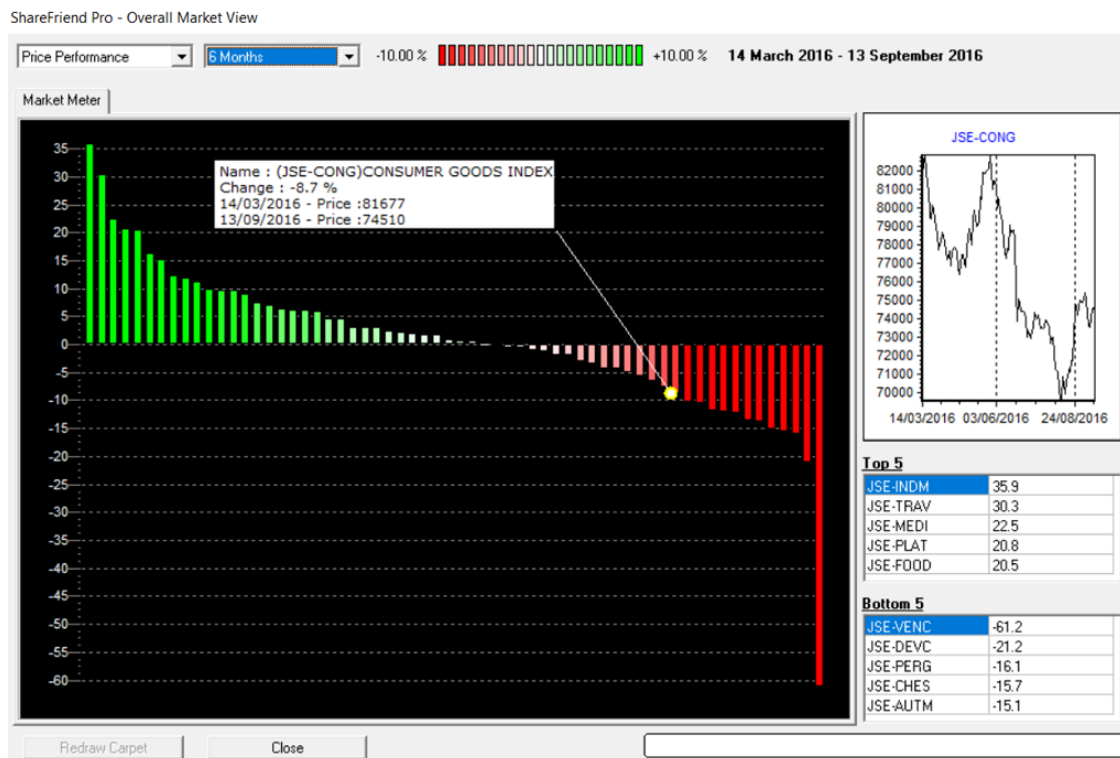 ShareFriend Pro - Overall Market View
Price Performance 6 Months -10.00 % +10.00 % 14 March 2016 - 13 September 2016
Market Meter
35
30
25
20
15
10
5
0
-5
-10
-15
-20
-25
-30
-35
-40
-45
-50
-55
-60
Name : (JSE-CONG)CONSUMER GOODS INDEX
Change : -8.7 %
14/03/2016 - Price :81677
13/09/2016 - Price :74510
JSE-CONG
82000
81000
80000
79000
78000
77000
76000
75000
74000
73000
72000
71000
70000
14/03/2016 03/06/2016 24/08/2016
Top 5
JSE-INDM 35.9
JSE-TRAV 30.3
JSE-MEDI 22.5
JSE-PLAT 20.8
JSE-FOOD 20.5
Bottom 5
JSE-VENC -61.2
JSE-DEVC -21.2
JSE-PERG -16.1
JSE-CHES -15.7
JSE-AUTM -15.1
Redraw Carpet Close